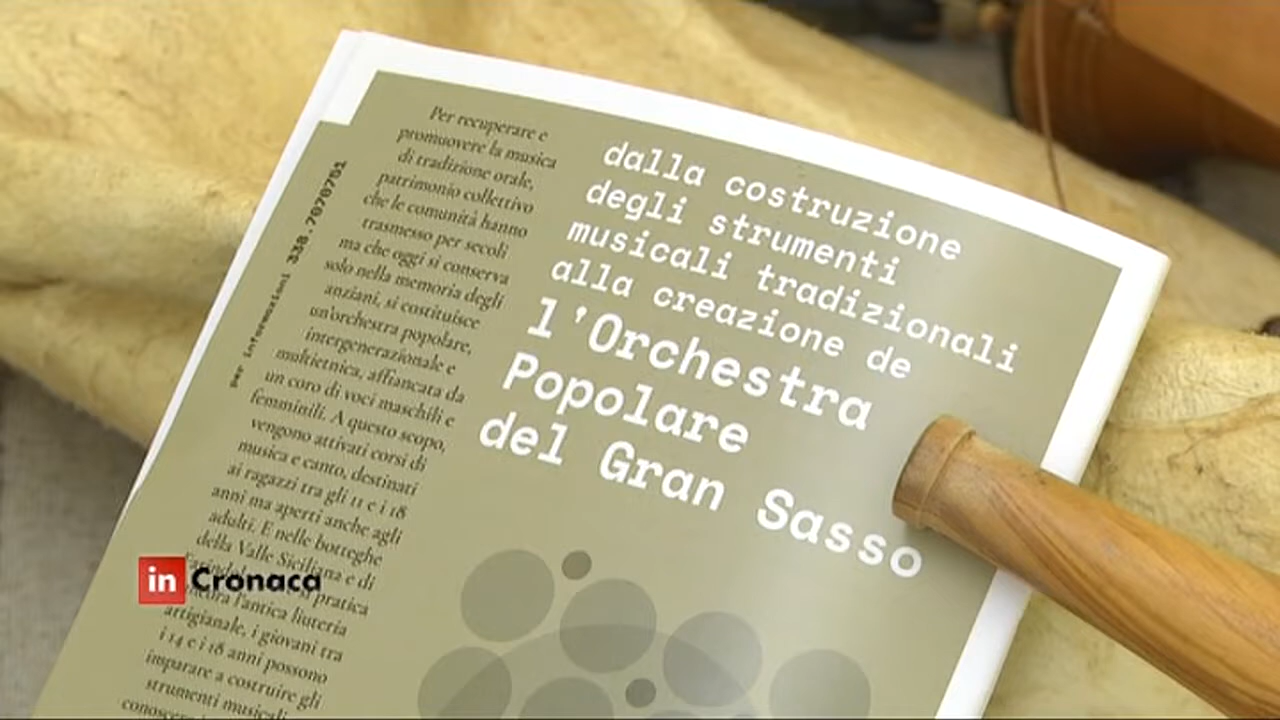 Per recuperare e
promuovere la musica
di tradizione orale,
patrimonio collettivo
che le comunità hanno
trasmesso per secoli
ma che oggi si conserva
solo nella memoria degli
anziani, si costituisce
un'orchestra popolare,
intergenerazionale e
multietnica, affiancata da
un coro di voci maschili e
femminili. A questo scopo,
vengono attivati corsi di
musica e canto, destinati
ai ragazzi tra gli 11 e i 18
anni ma aperti anche agli
adulti. E nelle botteghe
della Valle Siciliana e di
si pratica
l'antica liuteria
artigianale, i giovani tra
i 14 e i 18 anni possono
imparare a costruire gli
strumenti musicali
per informazioni 338.7070761
dalla costruzione
degli strumenti
musicali tradizionali
alla creazione de
l'Orchestra
Popolare
del Gran Sasso
in Cronaca